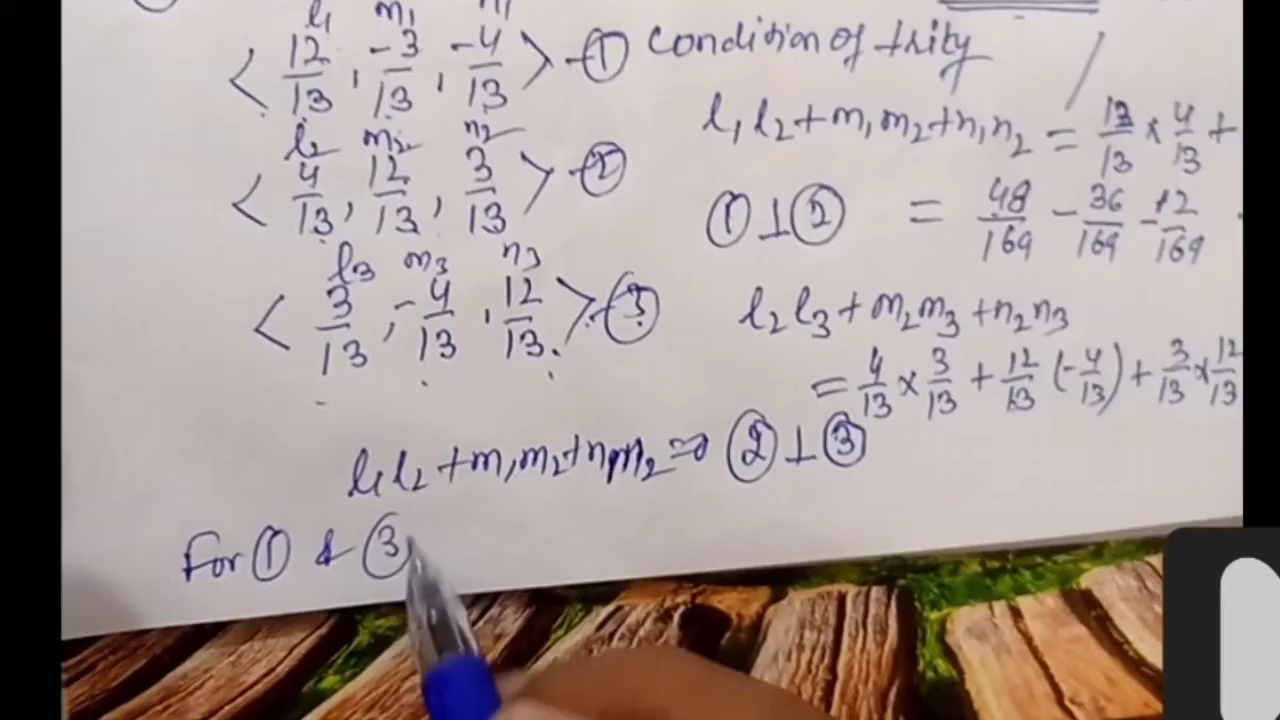 l₁ m₁ n₁
< 12/13, -3/13, -4/13 > - ①
l₂ m₂ n₂
< 4/13, 12/13, 3/13 > - ②
l₃ m₃ n₃
< 3/13, -4/13, 12/13 > - ③
Condition of
l₁l₂ + m₁m₂ + n₁n₂ = 12/13 × 4/13 +
① ⊥ ② = 48/169 - 36/169 - 12/169
l₂l₃ + m₂m₃ + n₂n₃
= 4/13 × 3/13 + 12/13 (-4/13) + 3/13 × 12/13
l₁l₂ + m₁m₂ + n₁n₂ = 0 ② ⊥ ③
For ① & ③